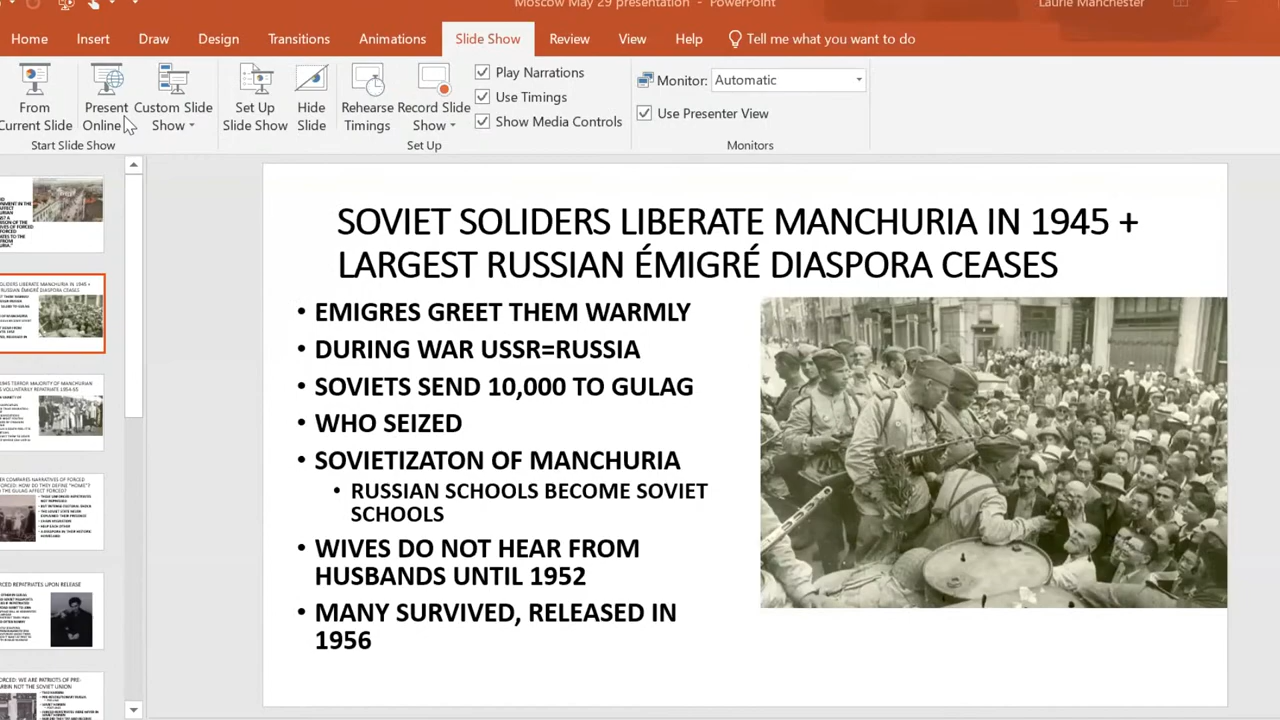 Moscow May 29 presentation - PowerPoint
Laurie Manchester
Home Insert Draw Design Transitions Animations Slide Show Review View Help Tell me what you want to do
From
Current Slide
Present
Online
Custom Slide
Show
Set Up
Slide Show
Hide
Slide
Rehearse
Timings
Record Slide
Show
Play Narrations
Use Timings
Show Media Controls
Monitor: Automatic
Use Presenter View
Start Slide Show
Set Up
Monitors
SOVIET SOLIDERS LIBERATE MANCHURIA IN 1945 +
LARGEST RUSSIAN ÉMIGRÉ DIASPORA CEASES
• EMIGRES GREET THEM WARMLY
• DURING WAR USSR=RUSSIA
• SOVIETS SEND 10,000 TO GULAG
• WHO SEIZED
• SOVIETIZATON OF MANCHURIA
• RUSSIAN SCHOOLS BECOME SOVIET
SCHOOLS
• WIVES DO NOT HEAR FROM
HUSBANDS UNTIL 1952
• MANY SURVIVED, RELEASED IN
1956